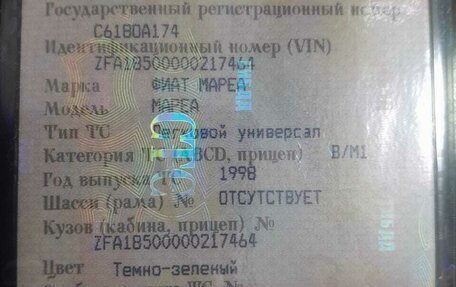 Государственный регистрационный номер
С618ОА174
Идентификационный номер (VIN)
ZFA18500000217464
Марка ФИАТ МАРЕА
Модель МАРЕА
Тип ТС Легковой универсал
Категория ТС (ABCD, прицеп) B/M1
Год выпуска ТС 1998
Шасси (рама) № ОТСУТСТВУЕТ
Кузов (кабина, прицеп) №
ZFA18500000217464
Цвет Темно-зеленый